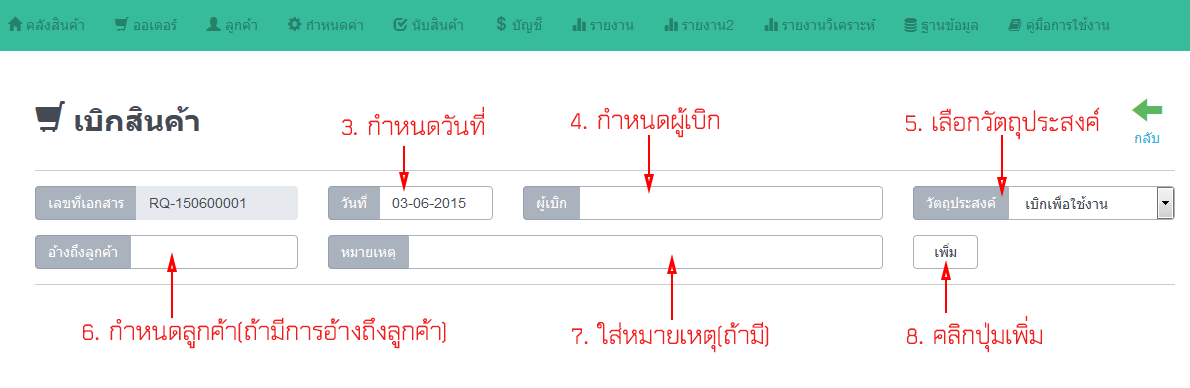 คลังสินค้า ออเดอร์ ลูกค้า กำหนดค่า นับสินค้า บัญชี รายงาน รายงาน2 รายงานวิเคราะห์ ฐานข้อมูล คู่มือการใช้งาน
เบิกสินค้า
3. กำหนดวันที่ 4. กำหนดผู้เบิก 5. เลือกวัตถุประสงค์
กลับ
เลขที่เอกสาร RQ-150600001 วันที่ 03-06-2015 ผู้เบิก วัตถุประสงค์ เบิกเพื่อใช้งาน
อ้างถึงลูกค้า หมายเหตุ เพิ่ม
6. กำหนดลูกค้า(ถ้ามีการอ้างถึงลูกค้า) 7. ใส่หมายเหตุ(ถ้ามี) 8. คลิกปุ่มเพิ่ม